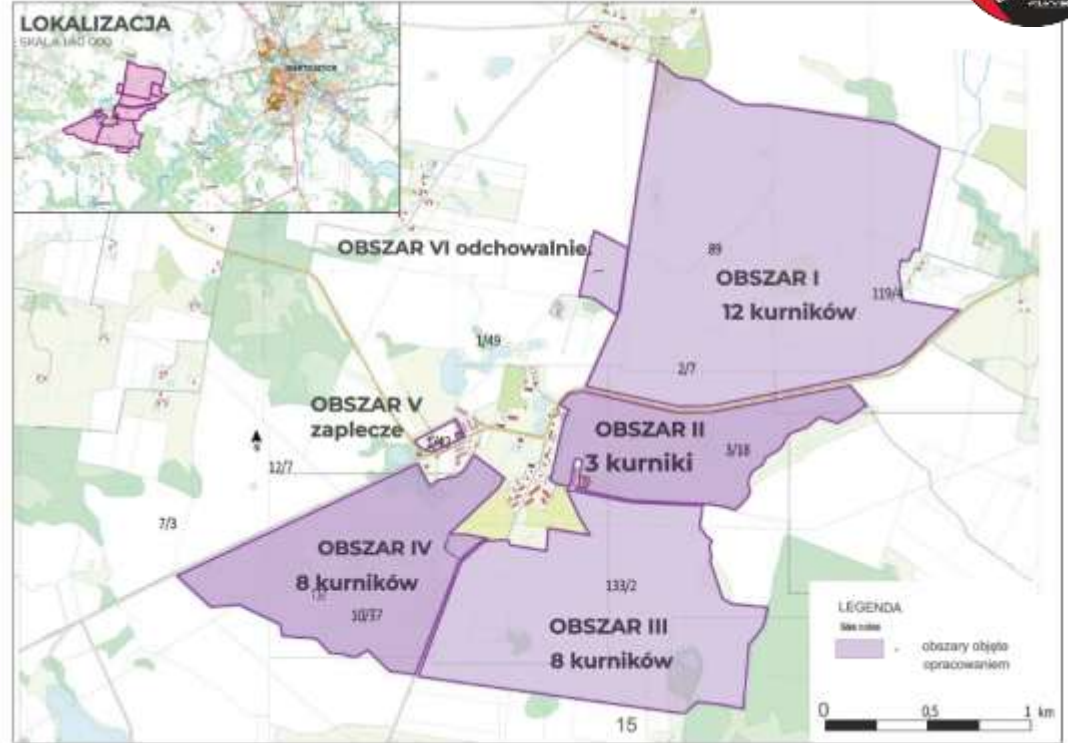 LOKALIZACJA
BARTOSZYCE
OBSZAR VI odchowalnie
89
OBSZAR I
119/4
12 kurników
1/49
2/7
OBSZAR V
zaplecze
OBSZAR II
3/18
3 kurniki
12/7
7/3
OBSZAR IV
8 kurników
133/2
10/37
OBSZAR III
8 kurników
15
LEGENDA
obszary objęte
opracowaniem
0 0,5 1 km